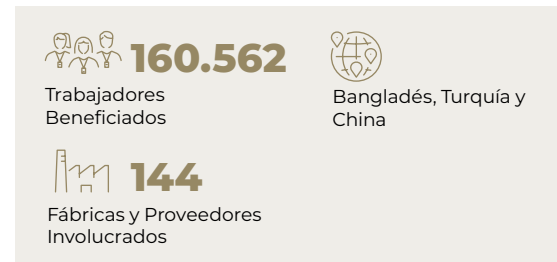 160.562
Trabajadores
Beneficiados
Bangladés, Turquía y
China
144
Fábricas y Proveedores
Involucrados